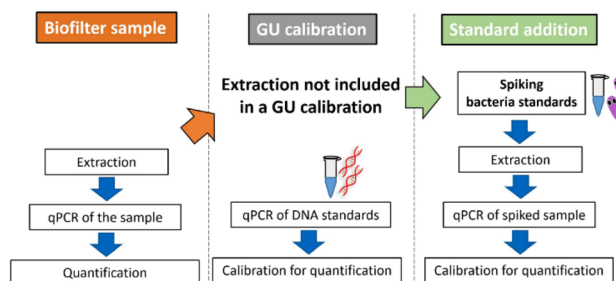 Biofilter sample
GU calibration
Standard addition
Extraction not included
in a GU calibration
Spiking
bacteria standards
Extraction
Extraction
qPCR of the sample
qPCR of DNA standards
qPCR of spiked sample
Quantification
Calibration for quantification
Calibration for quantification